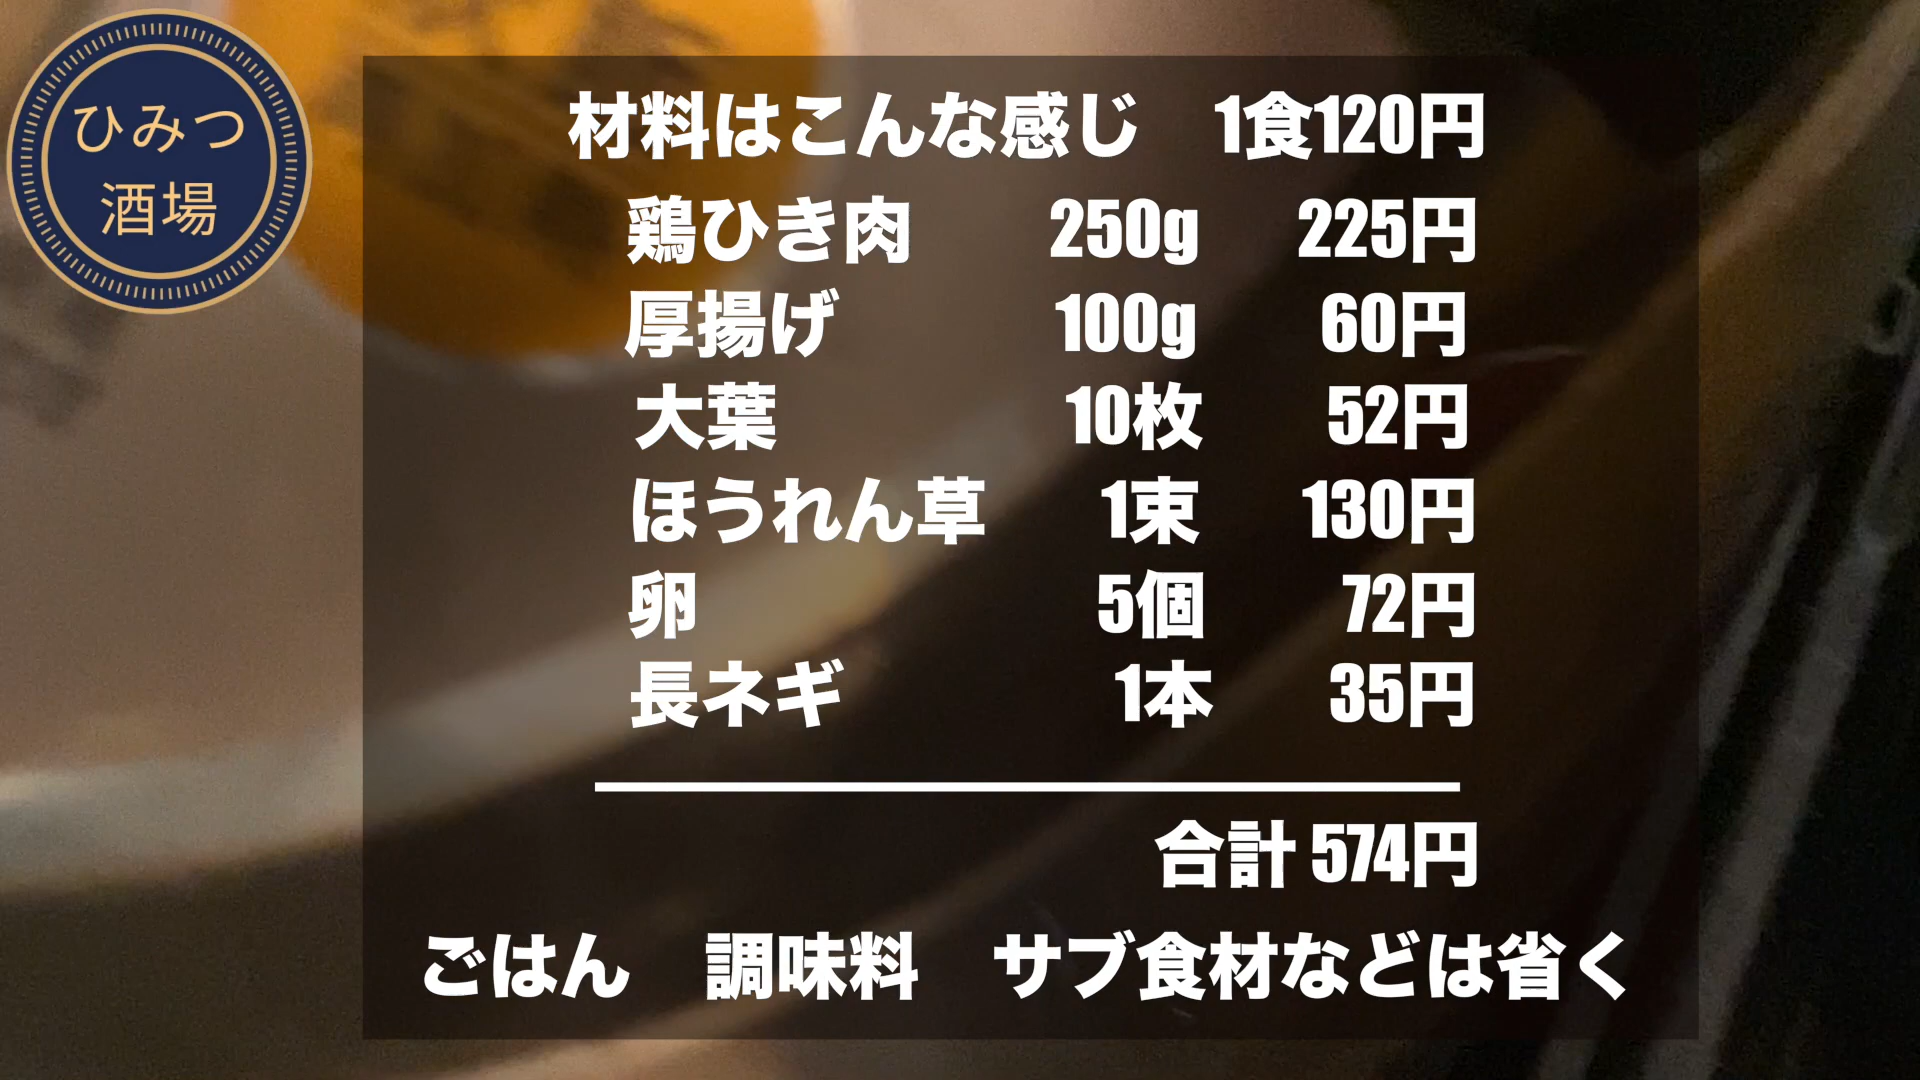 ひみつ
酒場
材料はこんな感じ　1食120円
鶏ひき肉　250g　225円
厚揚げ　100g　60円
大葉　10枚　52円
ほうれん草　1束　130円
卵　5個　72円
長ネギ　1本　35円
合計 574円
ごはん　調味料　サブ食材などは省く